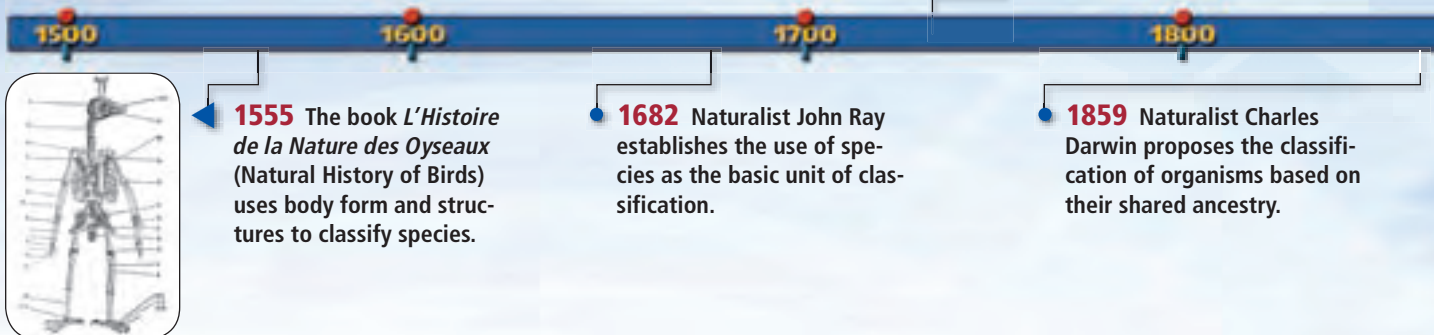 1500 1600 1700 1800
1555 The book L'Histoire
de la Nature des Oyseaux
(Natural History of Birds)
uses body form and struc-
tures to classify species.
1682 Naturalist John Ray
establishes the use of spe-
cies as the basic unit of clas-
sification.
1859 Naturalist Charles
Darwin proposes the classifi-
cation of organisms based on
their shared ancestry.